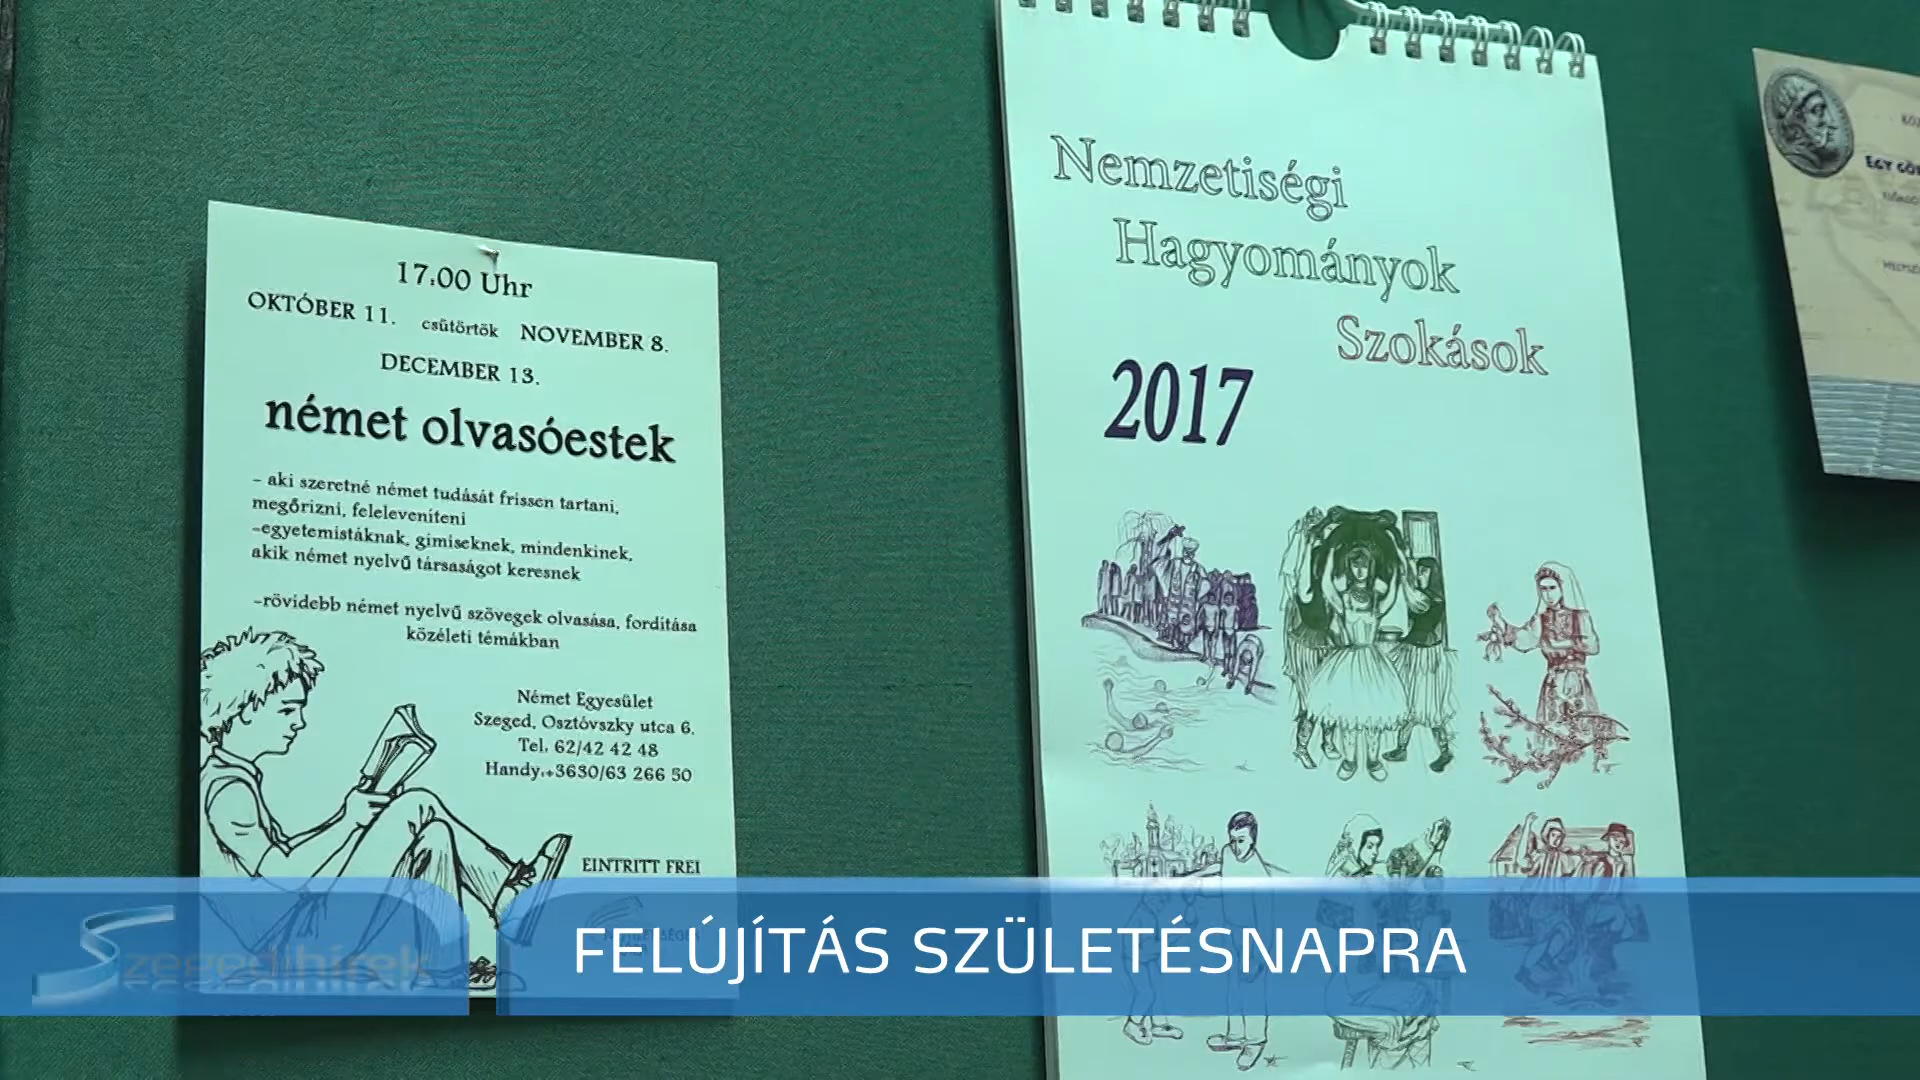 17.00 Uhr
OKTÓBER 11. csütörtök NOVEMBER 8.
DECEMBER 13.
német olvasóestek
- aki szeretné német tudását frissen tartani,
megőrizni, feleleveníteni
-egyetemistáknak, gimiseknek, mindenkinek,
akik német nyelvű társaságot keresnek
-rövidebb német nyelvű szövegek olvasása, fordítása
közéleti témákban
Német Egyesület
Szeged, Osztóvszky utca 6.
Tel. 62/42 42 48
Handy.+3630/63 266 50
EINTRITT FREI
Nemzetiségi
Hagyományok
Szokások
2017
EGY
Szegedihírek
FELÚJÍTÁS SZÜLETÉSNAPRA